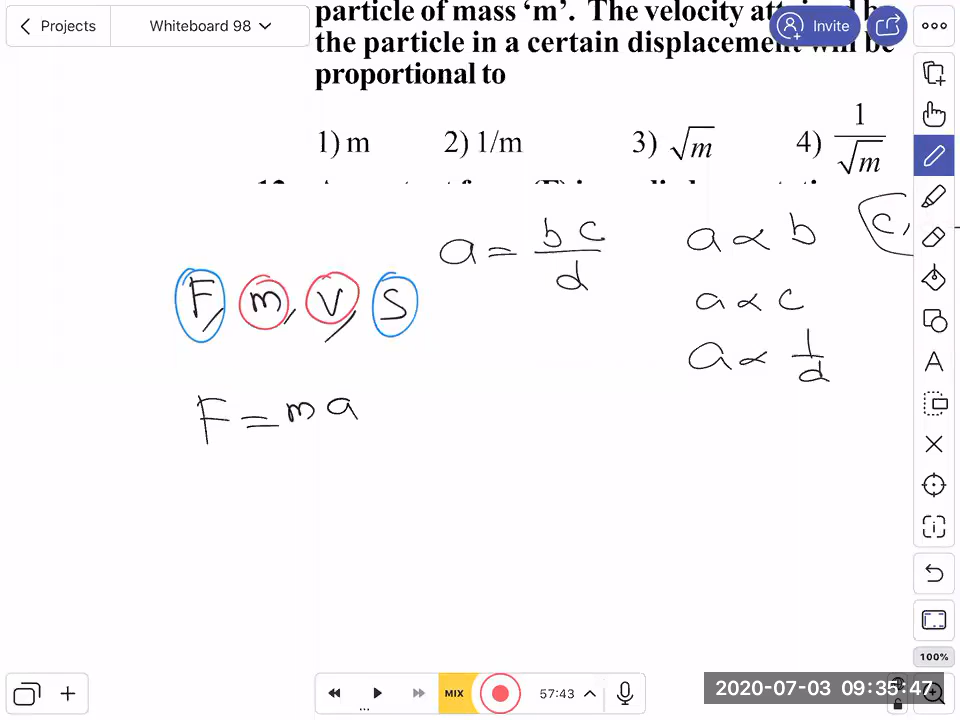 Projects
Whiteboard 98
Invite
particle of mass ‘m’. The velocity
the particle in a certain displacement will be
proportional to
1) m 2) 1/m 3) √m 4) 1/√m
a = bc/d
a ∝ b
c,
F, m, v, S
a ∝ c
a ∝ 1/d
F = ma
A
100%
MIX
57:43
2020-07-03 09:35:47